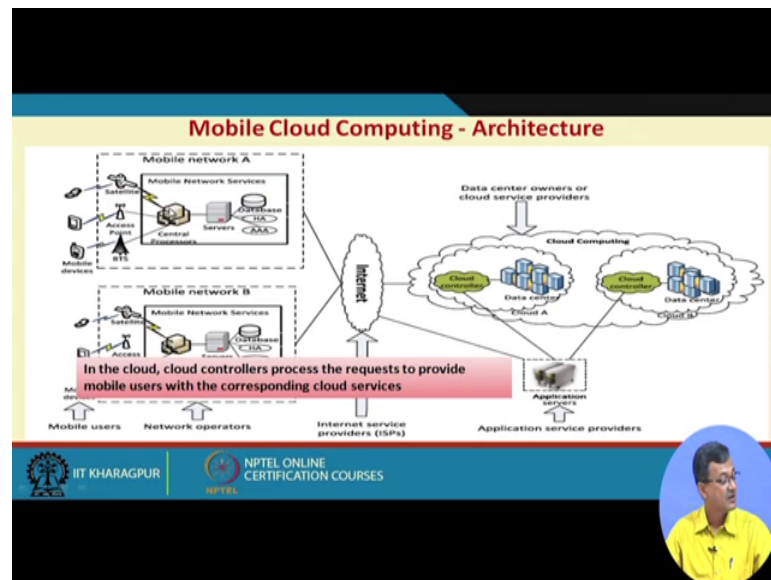 Mobile Cloud Computing - Architecture
Mobile network A
Mobile Network Services
Satellite
Access
Point
BTS
Mobile
devices
Central
Processors
Servers
Database
HA
AAA
Mobile network B
Mobile Network Services
Satellite
Access
Servers
Database
HA
Internet
Data center owners or
cloud service providers
Cloud Computing
Cloud
controller
Data center
Cloud A
Cloud
controller
Data center
Cloud B
In the cloud, cloud controllers process the requests to provide
mobile users with the corresponding cloud services
Application
servers
Mobile users
Network operators
Internet service
providers (ISPs)
Application service providers
IIT KHARAGPUR
NPTEL
NPTEL ONLINE
CERTIFICATION COURSES